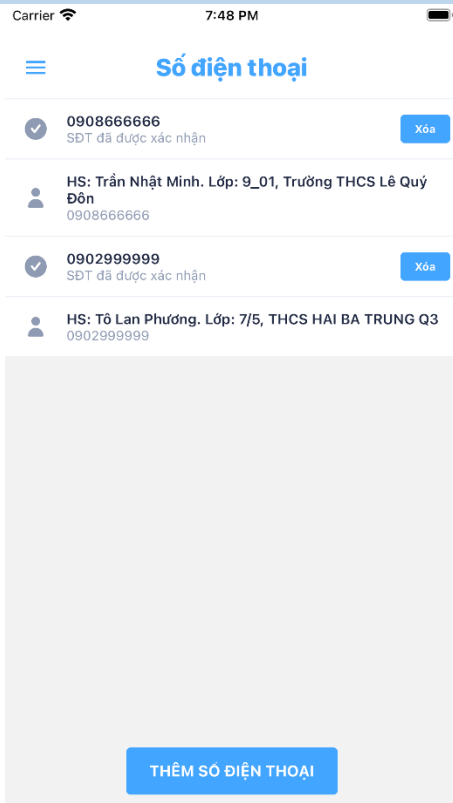 Carrier 7:48 PM
Số điện thoại
0908666666
SĐT đã được xác nhận
Xóa
HS: Trần Nhật Minh. Lớp: 9_01, Trường THCS Lê Quý
Đôn
0908666666
0902999999
SĐT đã được xác nhận
Xóa
HS: Tô Lan Phương. Lớp: 7/5, THCS HAI BA TRUNG Q3
0902999999
THÊM SỐ ĐIỆN THOẠI